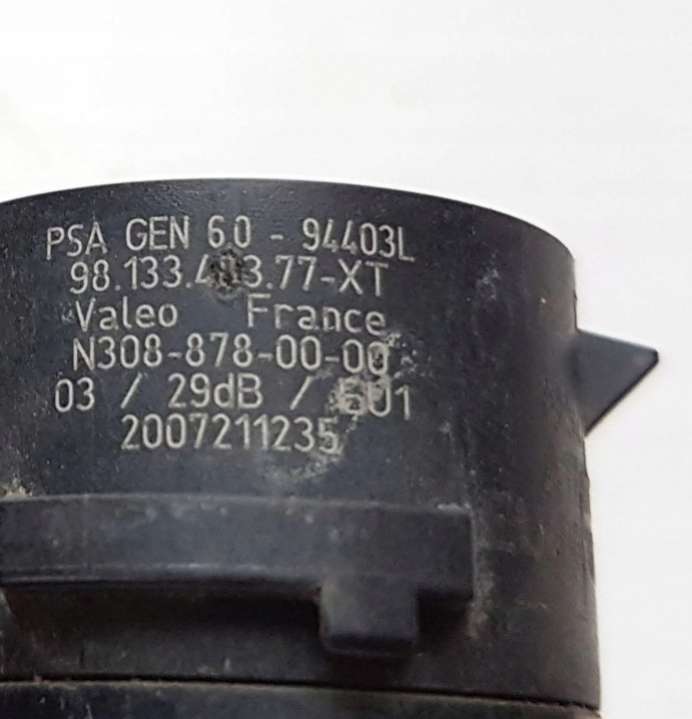 PSA GEN 6.0 - 94403L
Valeo France
N308-878-00-00
03 / 29dB /
2007211235